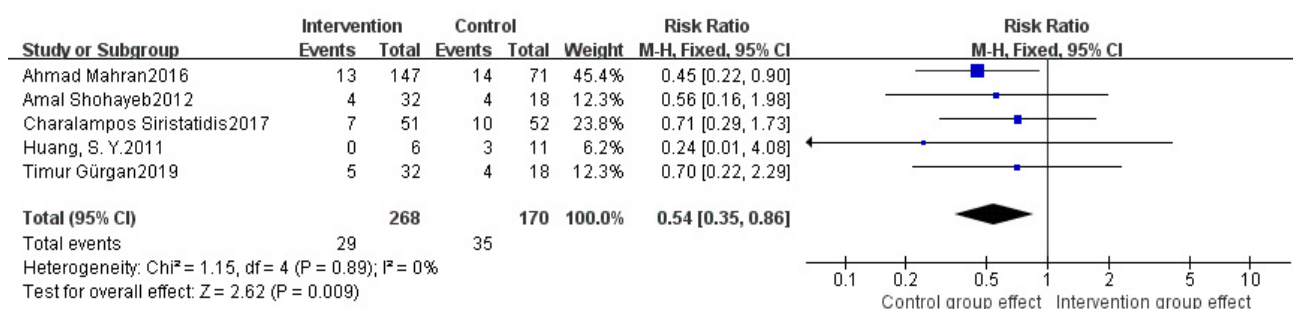 Intervention Control Risk Ratio Risk Ratio
Study or Subgroup Events Total Events Total Weight M-H, Fixed, 95% CI M-H, Fixed, 95% CI
Ahmad Mahran2016 13 147 14 71 45.4% 0.45 [0.22, 0.90]
Amal Shohayeb2012 4 32 4 18 12.3% 0.56 [0.16, 1.98]
Charalampos Siristatidis2017 7 51 10 52 23.8% 0.71 [0.29, 1.73]
Huang, S. Y.2011 0 6 3 11 6.2% 0.24 [0.01, 4.08]
Timur Gürgan2019 5 32 4 18 12.3% 0.70 [0.22, 2.29]
Total (95% CI) 268 170 100.0% 0.54 [0.35, 0.86]
Total events 29 35
Heterogeneity: Chi² = 1.15, df = 4 (P = 0.89); I² = 0%
Test for overall effect: Z = 2.62 (P = 0.009)
0.1 0.2 0.5 1 2 5 10
Control group effect Intervention group effect